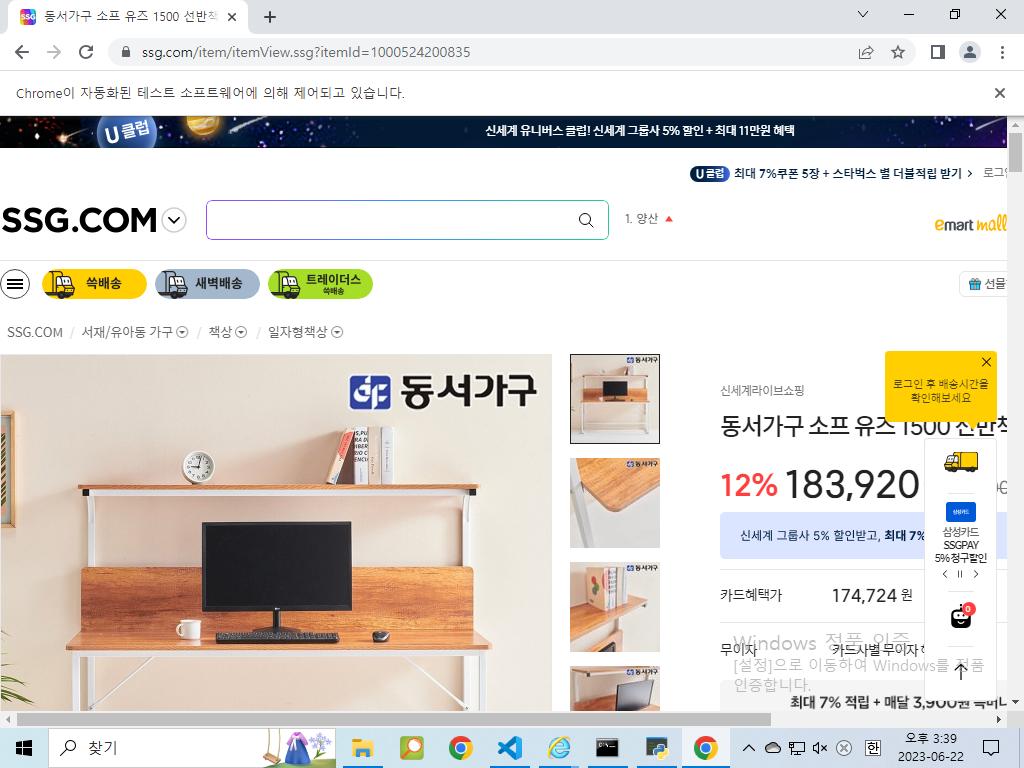 동서가구 소프 유즈 1500 선반책
ssg.com/item/itemView.ssg?itemId=1000524200835
Chrome이 자동화된 테스트 소프트웨어에 의해 제어되고 있습니다.
U 클럽
신세계 유니버스 클럽! 신세계 그룹사 5% 할인 + 최대 11만원 혜택
U 클럽 최대 7%쿠폰 5장 + 스타벅스 별 더블적립 받기
로그인
SSG.COM
1. 양산
emart mall
쓱배송
새벽배송
트레이더스
쓱배송
선물
SSG.COM / 서재/유아동 가구 / 책상 / 일자형책상
동서가구
로그인 후 배송시간을
확인해보세요
신세계라이브쇼핑
동서가구 소프 유즈 1500 선반책
12% 183,920
신세계 그룹사 5% 할인받고, 최대 7%
삼성카드
삼성카드
SSGPAY
5% 청구할인
카드혜택가 174,724 원
0
무이자 카드사별 무이자
Windows 정품 인증
[설정]으로 이동하여 Windows를 정품
인증합니다.
최대 7% 적립 + 매달 3,900원
찾기
한
오후 3:39
2023-06-22